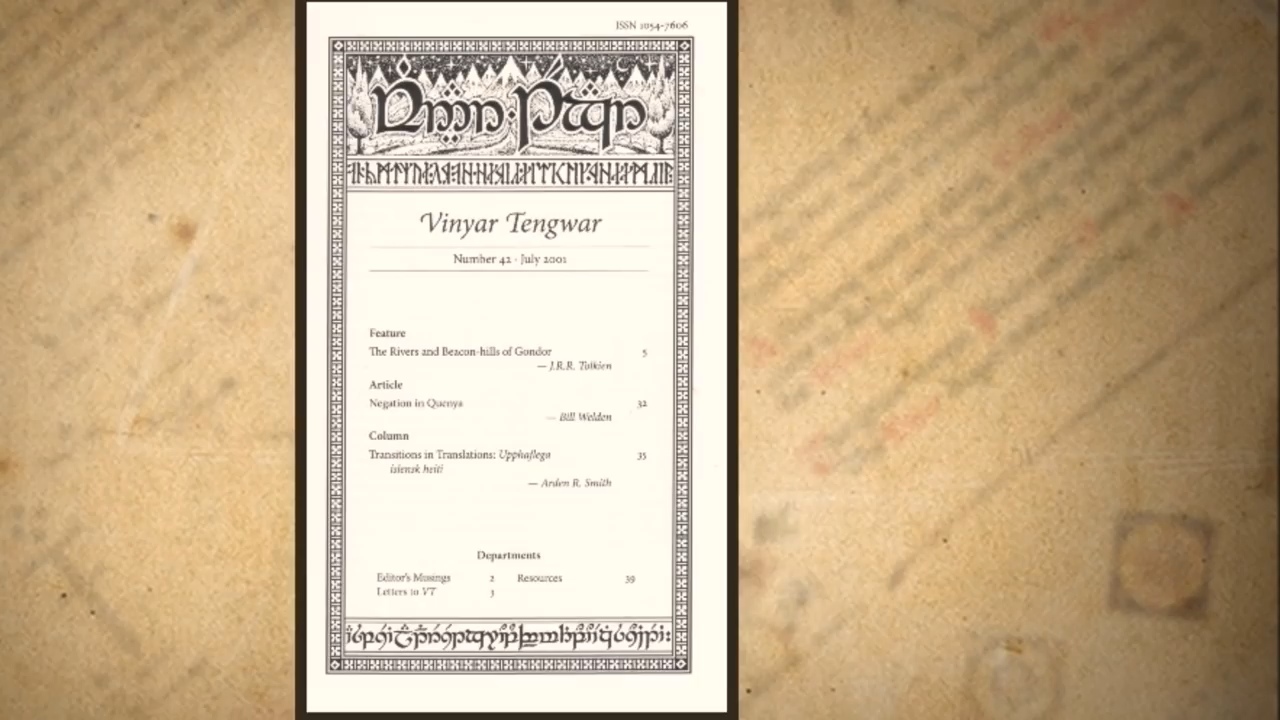 ISSN 1054-7606
Vinyar Tengwar
Number 42 · July 2001
Feature
The Rivers and Beacon-hills of Gondor 5
— J.R.R. Tolkien
Article
Negation in Quenya 32
— Bill Welden
Column
Transitions in Translations: Upphaflega 35
íslensk heiti
— Arden R. Smith
Departments
Editor's Musings 2 Resources 39
Letters to VT 3